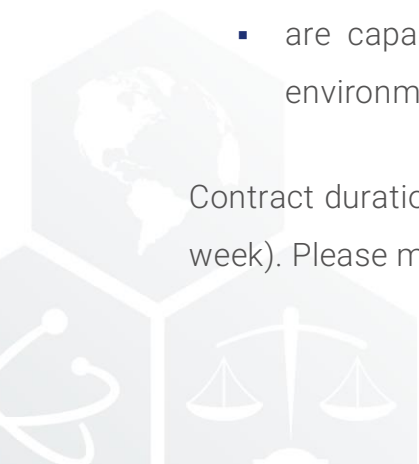 ▪ are capa
environm
Contract duratio
week). Please m